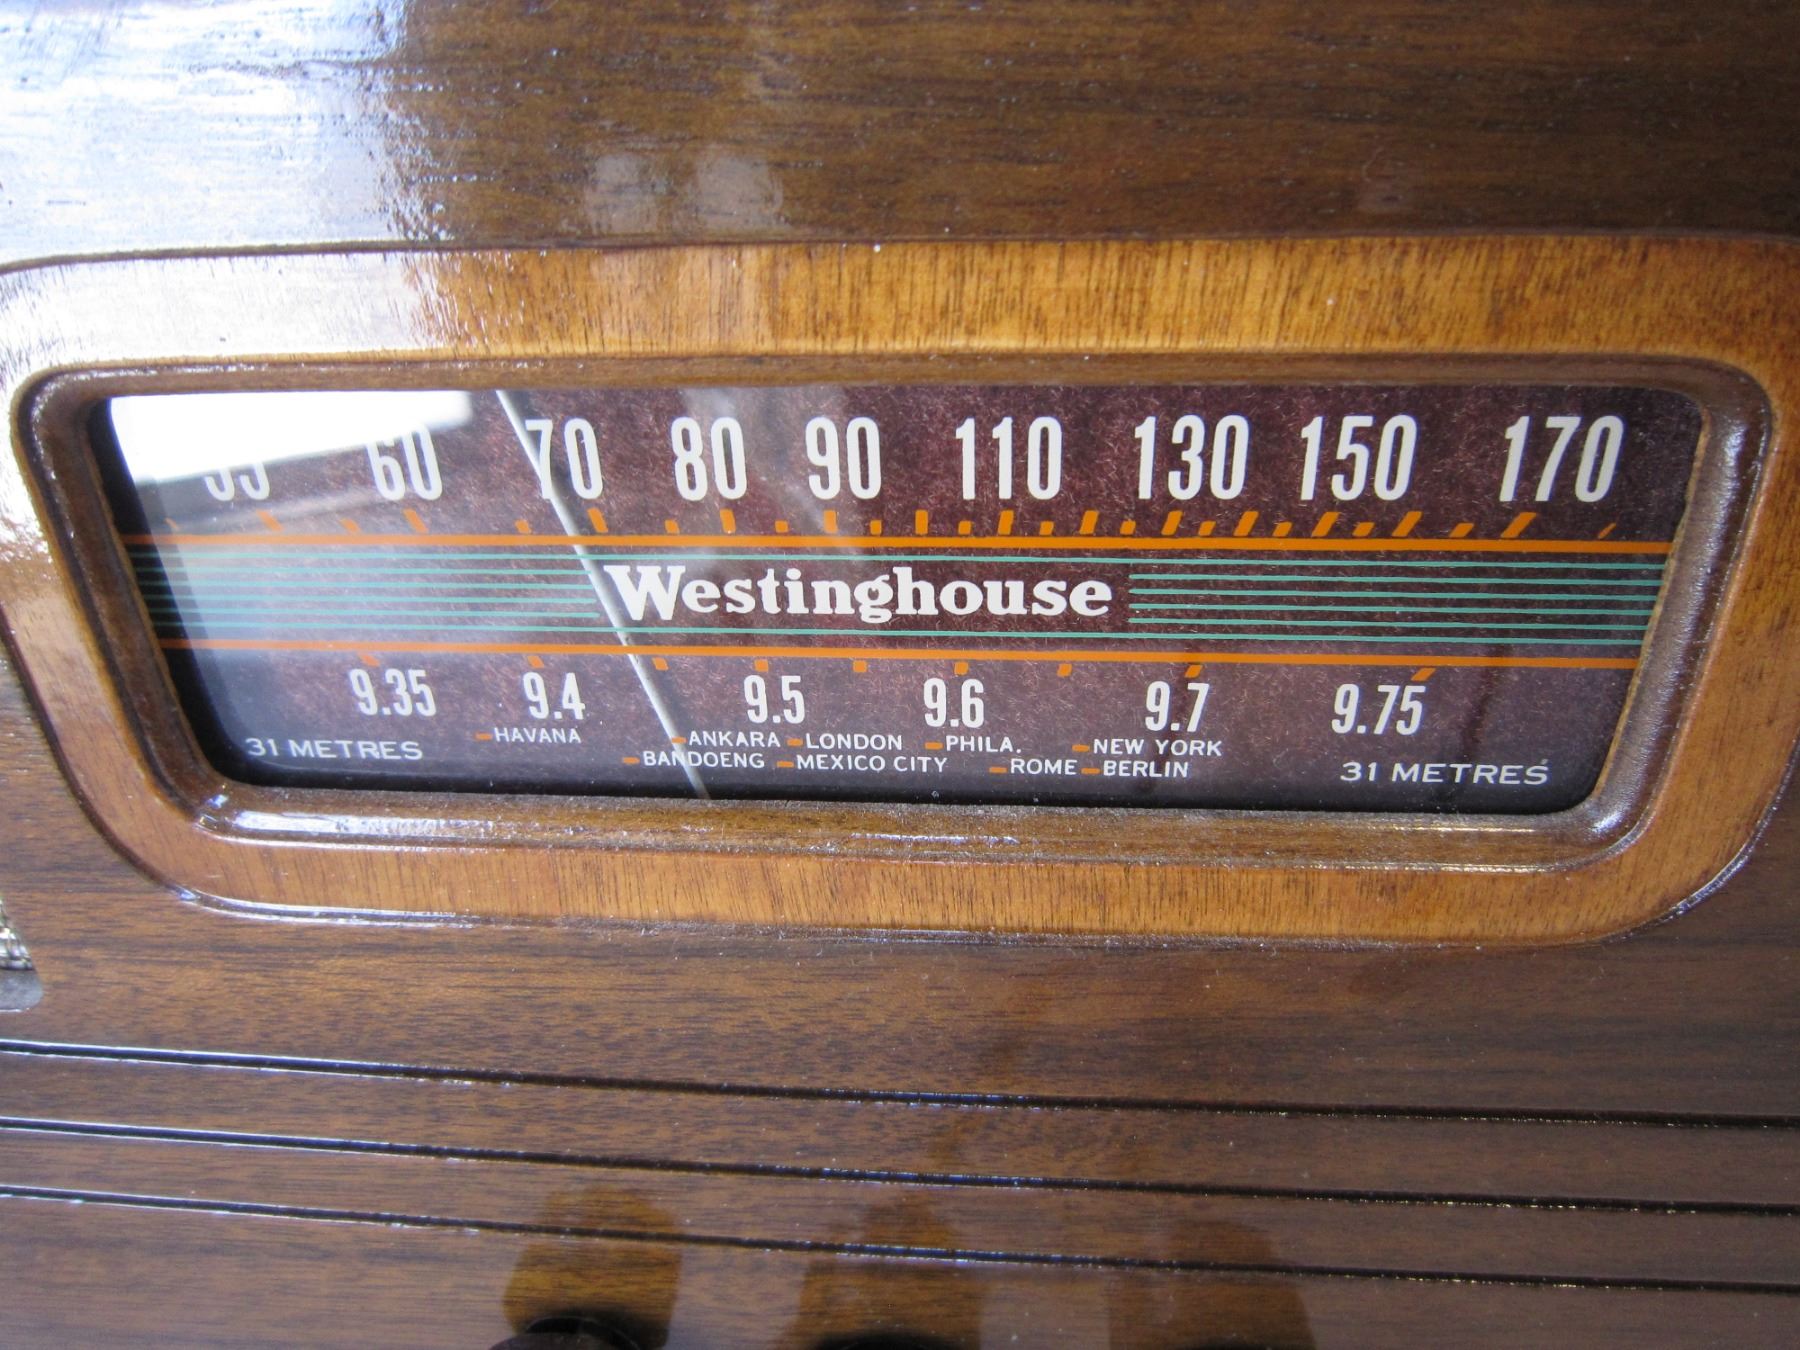 55 60 70 80 90 110 130 150 170
Westinghouse
9.35 9.4 9.5 9.6 9.7 9.75
HAVANA ANKARA LONDON PHILA. NEW YORK
31 METRES BANDOENG MEXICO CITY ROME BERLIN 31 METRES